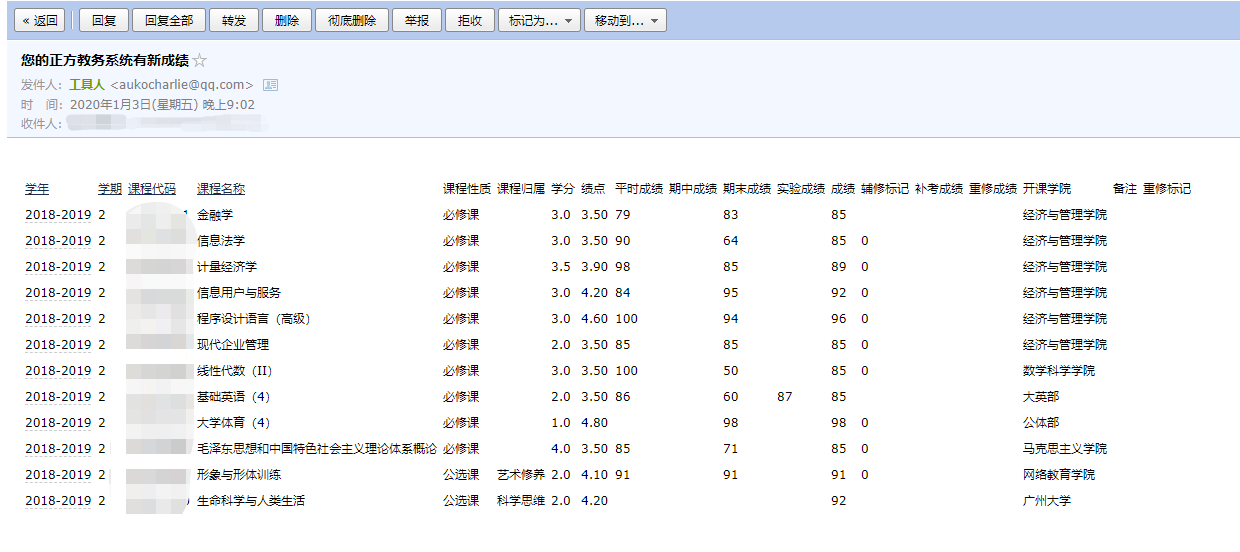 « 返回 回复 回复全部 转发 删除 彻底删除 举报 拒收 标记为... 移动到...
您的正方教务系统有新成绩☆
发件人: 工具人 <aukocharlie@qq.com>
时 间: 2020年1月3日(星期五) 晚上9:02
收件人:
学年 学期 课程代码 课程名称 课程性质 课程归属 学分 绩点 平时成绩 期中成绩 期末成绩 实验成绩 成绩 辅修标记 补考成绩 重修成绩 开课学院 备注 重修标记
2018-2019 2 金融学 必修课 3.0 3.50 79 83 85 经济与管理学院
2018-2019 2 信息法学 必修课 3.0 3.50 90 64 85 0 经济与管理学院
2018-2019 2 计量经济学 必修课 3.5 3.90 98 85 89 0 经济与管理学院
2018-2019 2 信息用户与服务 必修课 3.0 4.20 84 95 92 0 经济与管理学院
2018-2019 2 程序设计语言（高级） 必修课 3.0 4.60 100 94 96 0 经济与管理学院
2018-2019 2 现代企业管理 必修课 2.0 3.50 85 85 85 0 经济与管理学院
2018-2019 2 线性代数（II） 必修课 3.0 3.50 100 50 85 0 数学科学学院
2018-2019 2 基础英语（4） 必修课 2.0 3.50 86 60 87 85 大英部
2018-2019 2 大学体育（4） 必修课 1.0 4.80 98 98 0 公体部
2018-2019 2 毛泽东思想和中国特色社会主义理论体系概论 必修课 4.0 3.50 85 71 85 0 马克思主义学院
2018-2019 2 形象与形体训练 公选课 艺术修养 2.0 4.10 91 91 91 0 网络教育学院
2018-2019 2 生命科学与人类生活 公选课 科学思维 2.0 4.20 92 广州大学